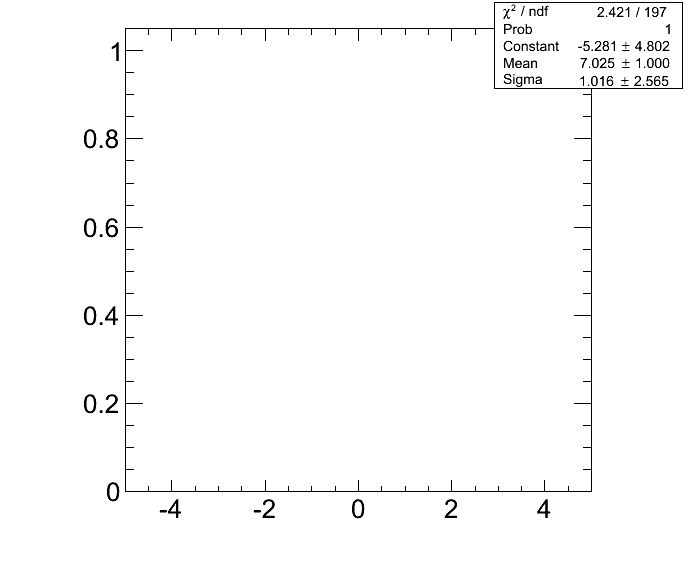 χ² / ndf 2.421 / 197
Prob 1
Constant -5.281 ± 4.802
Mean 7.025 ± 1.000
Sigma 1.016 ± 2.565
1
0.8
0.6
0.4
0.2
0
-4 -2 0 2 4